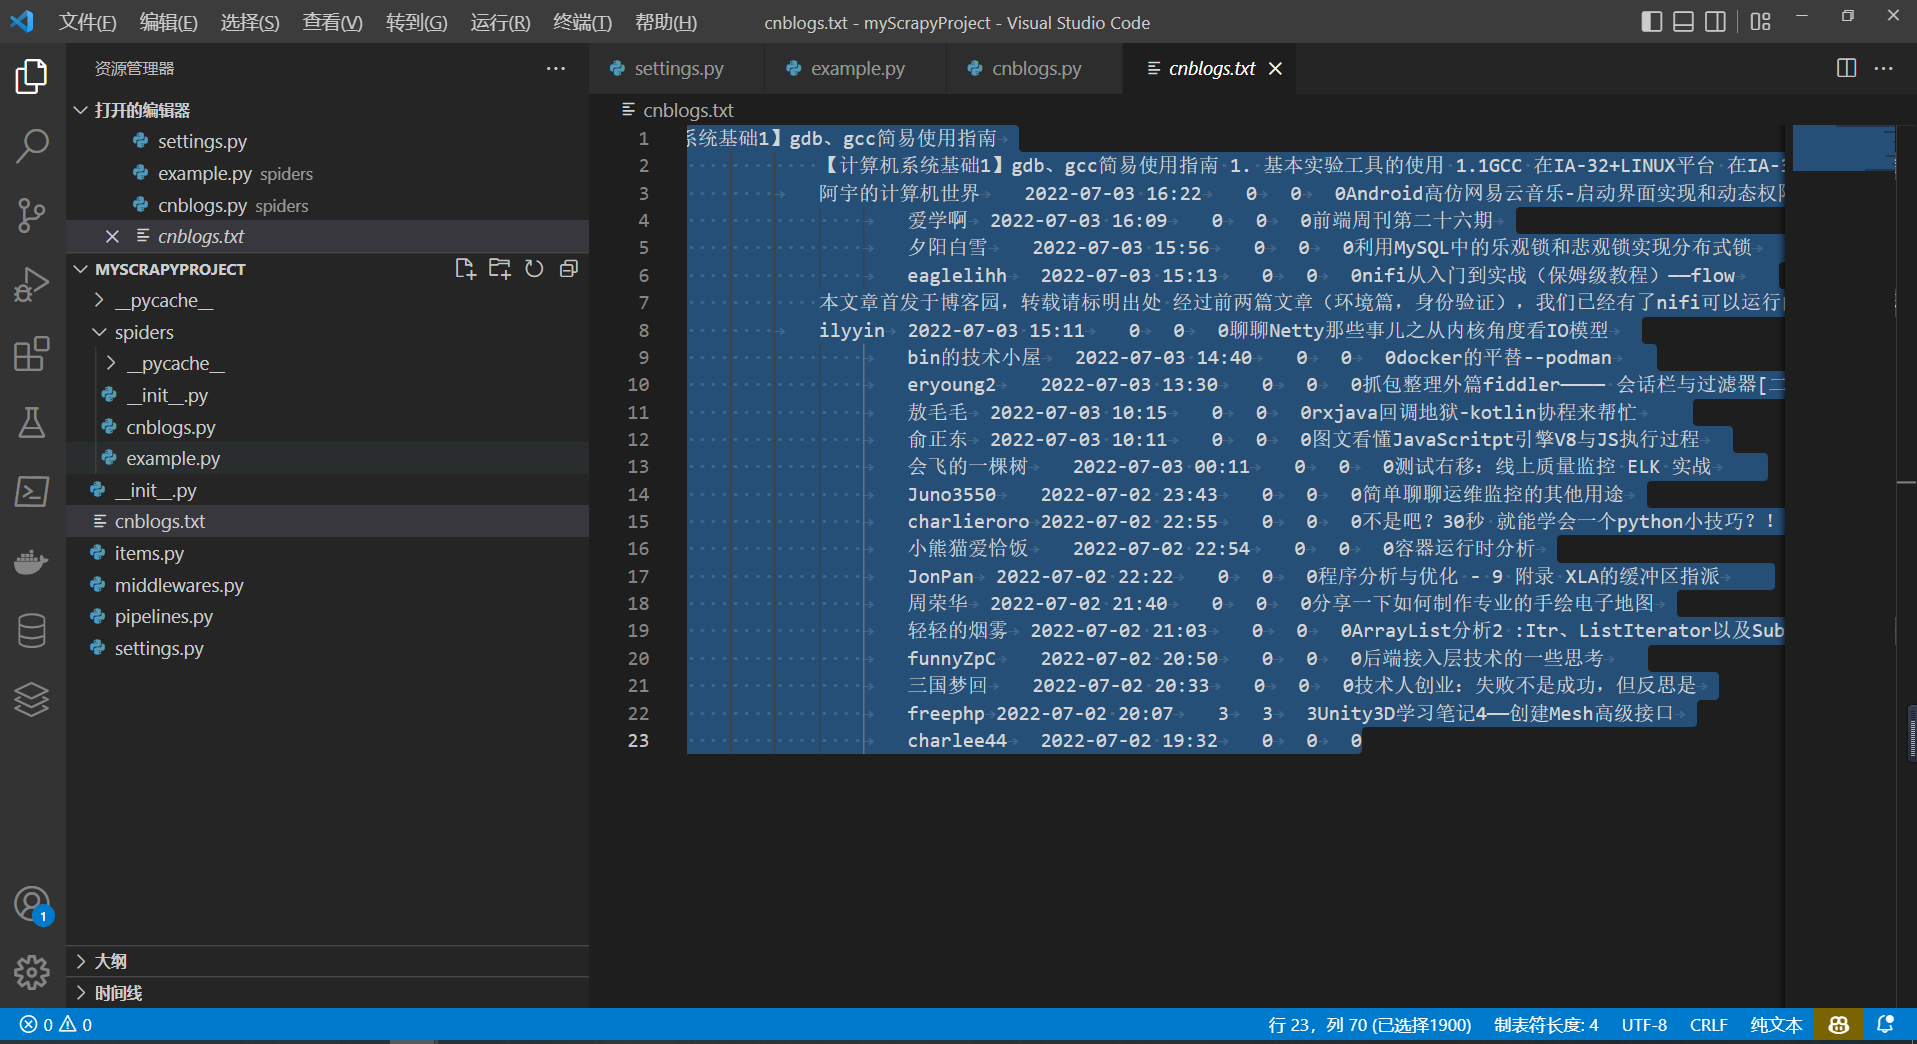 文件(F) 编辑(E) 选择(S) 查看(V) 转到(G) 运行(R) 终端(T) 帮助(H) cnblogs.txt - myScrapyProject - Visual Studio Code
资源管理器
打开的编辑器
settings.py
example.py spiders
cnblogs.py spiders
cnblogs.txt
MYSCRAPYPROJECT
__pycache__
spiders
__pycache__
__init__.py
cnblogs.py
example.py
__init__.py
cnblogs.txt
items.py
middlewares.py
pipelines.py
settings.py
大纲
时间线
1
settings.py example.py cnblogs.py cnblogs.txt
cnblogs.txt
1 系统基础1】gdb、gcc简易使用指南
2 【计算机系统基础1】gdb、gcc简易使用指南 1. 基本实验工具的使用 1.1GCC 在IA-32+LINUX平台 在IA-3
3 阿宇的计算机世界 2022-07-03 16:22 0 0 0Android高仿网易云音乐-启动界面实现和动态权限
4 爱学啊 2022-07-03 16:09 0 0 0前端周刊第二十六期
5 夕阳白雪 2022-07-03 15:56 0 0 0利用MySQL中的乐观锁和悲观锁实现分布式锁
6 eaglelihh 2022-07-03 15:13 0 0 0nifi从入门到实战（保姆级教程）——flow
7 本文章首发于博客园，转载请标明出处 经过前两篇文章（环境篇，身份验证），我们已经有了nifi可以运行
8 ilyyin 2022-07-03 15:11 0 0 0聊聊Netty那些事儿之从内核角度看IO模型
9 bin的技术小屋 2022-07-03 14:40 0 0 0docker的平替--podman
10 eryoung2 2022-07-03 13:30 0 0 0抓包整理外篇fiddler———— 会话栏与过滤器[二
11 敖毛毛 2022-07-03 10:15 0 0 0rxjava回调地狱-kotlin协程来帮忙
12 俞正东 2022-07-03 10:11 0 0 0图文看懂JavaScritpt引擎V8与JS执行过程
13 会飞的一棵树 2022-07-03 00:11 0 0 0测试右移：线上质量监控 ELK 实战
14 Juno3550 2022-07-02 23:43 0 0 0简单聊聊运维监控的其他用途
15 charlieroro 2022-07-02 22:55 0 0 0不是吧？30秒 就能学会一个python小技巧？！
16 小熊猫爱恰饭 2022-07-02 22:54 0 0 0容器运行时分析
17 JonPan 2022-07-02 22:22 0 0 0程序分析与优化 - 9 附录 XLA的缓冲区指派
18 周荣华 2022-07-02 21:40 0 0 0分享一下如何制作专业的手绘电子地图
19 轻轻的烟雾 2022-07-02 21:03 0 0 0ArrayList分析2 :Itr、ListIterator以及Sub
20 funnyZpC 2022-07-02 20:50 0 0 0后端接入层技术的一些思考
21 三国梦回 2022-07-02 20:33 0 0 0技术人创业：失败不是成功，但反思是
22 freephp 2022-07-02 20:07 3 3 3Unity3D学习笔记4——创建Mesh高级接口
23 charlee44 2022-07-02 19:32 0 0 0
0 0 行 23，列 70 (已选择1900) 制表符长度: 4 UTF-8 CRLF 纯文本